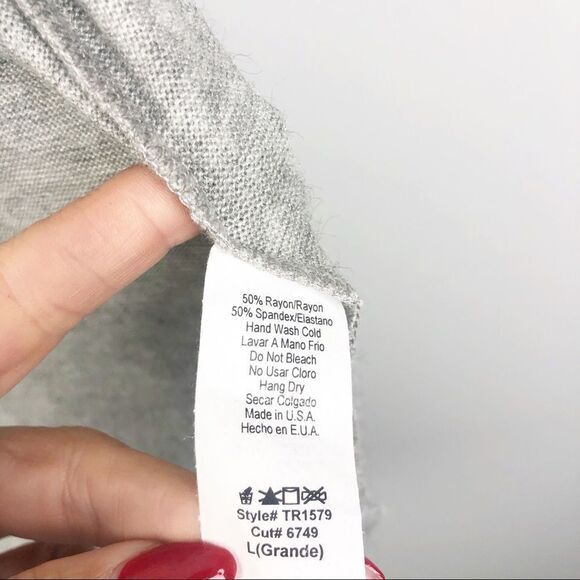 50% Rayon/Rayon
50% Spandex/Elastano
Hand Wash Cold
Lavar A Mano Frio
Do Not Bleach
No Usar Cloro
Hang Dry
Secar Colgado
Made in U.S.A.
Hecho en E.U.A.
Style# TR1579
Cut# 6749
L(Grande)